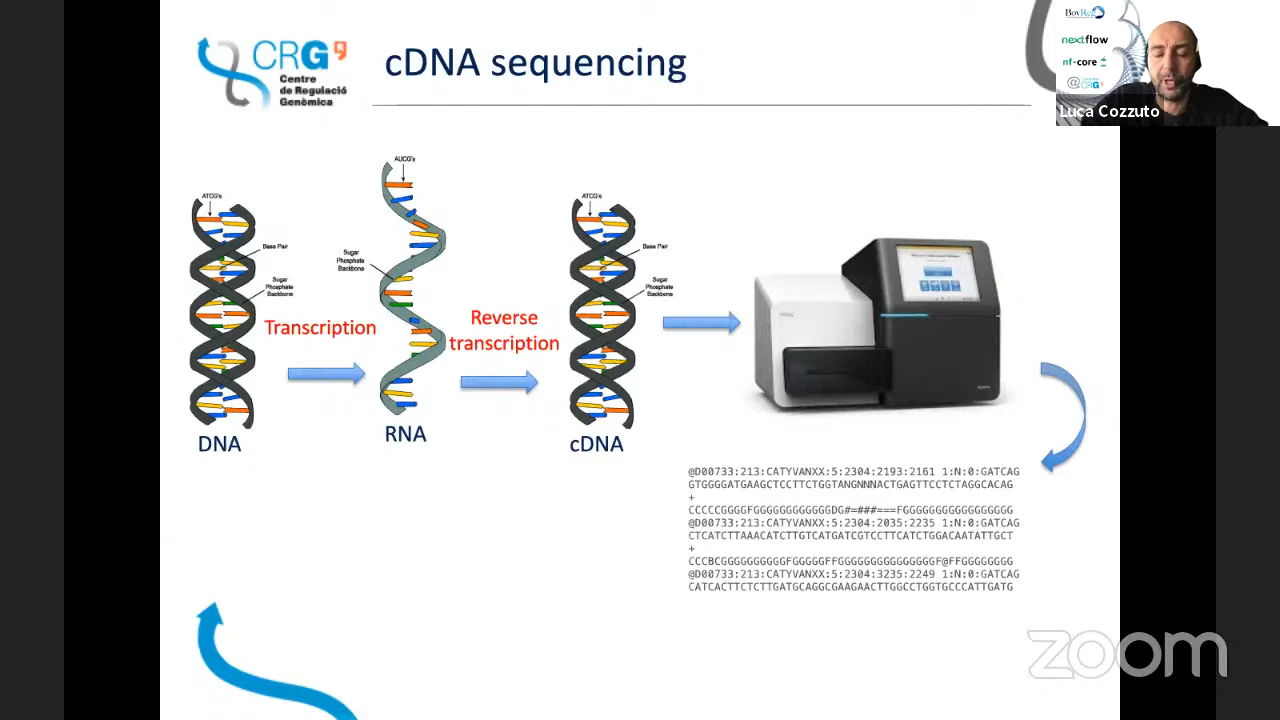 CRG
Centre
de Regulació
Genòmica
cDNA sequencing
BovReg
nextflow
nf-core
CRG
Luca Cozzuto
ATCG's
Base Pair
Sugar
Phosphate
Backbone
DNA
Transcription
AUCG's
Sugar
Phosphate
Backbone
RNA
Reverse
transcription
ATCG's
Base Pair
Sugar
Phosphate
Backbone
cDNA
@D00733:213:CATYVANXX:5:2304:2193:2161 1:N:0:GATCAG
GTGGGGATGAAGCTCCTTCTGGTANGNNNACTGAGTTCCTCTAGGCACAG
+
CCCCCGGGGFGGGGGGGGGGGGDG#=###===FGGGGGGGGGGGGGGGGG
@D00733:213:CATYVANXX:5:2304:2035:2235 1:N:0:GATCAG
CTCATCTTAAACATCTTGTCATGATCGTCCTTCATCTGGACAATATTGCT
+
CCCBCGGGGGGGGGGFGGGGGFFGGGGGGGGGGGGGGGF@FFGGGGGGGG
@D00733:213:CATYVANXX:5:2304:3235:2249 1:N:0:GATCAG
CATCACTTCTCTTGATGCAGGCGAAGAACTTGGCCTGGTGCCCATTGATG
zoom